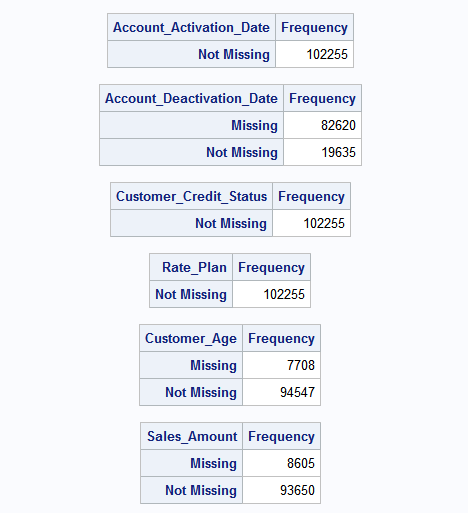 Account_Activation_Date Frequency
Not Missing 102255
Account_Deactivation_Date Frequency
Missing 82620
Not Missing 19635
Customer_Credit_Status Frequency
Not Missing 102255
Rate_Plan Frequency
Not Missing 102255
Customer_Age Frequency
Missing 7708
Not Missing 94547
Sales_Amount Frequency
Missing 8605
Not Missing 93650